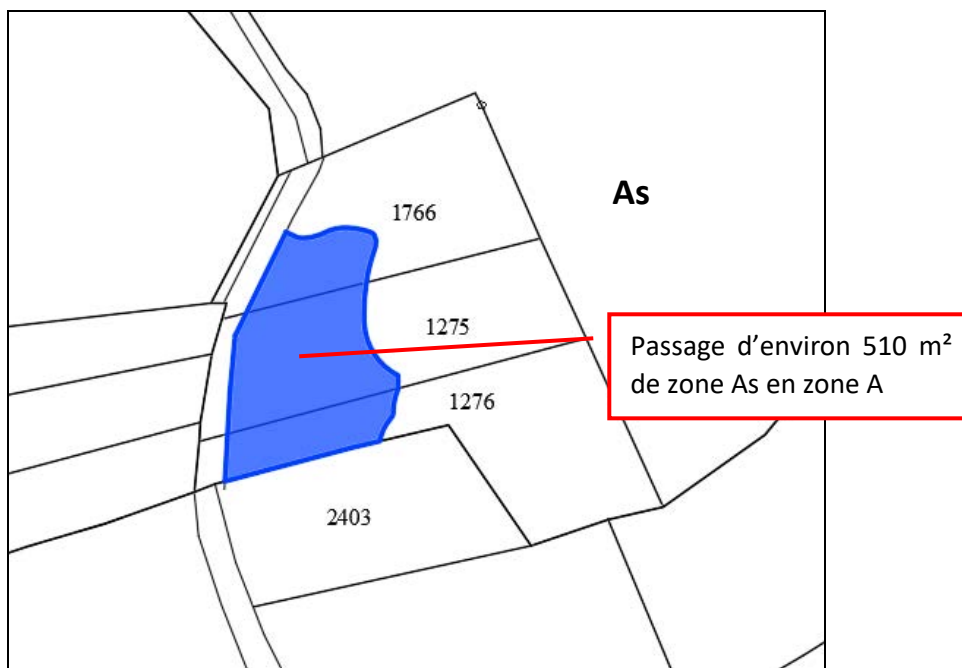 As
1766
1275
Passage d’environ 510 m²
de zone As en zone A
1276
2403